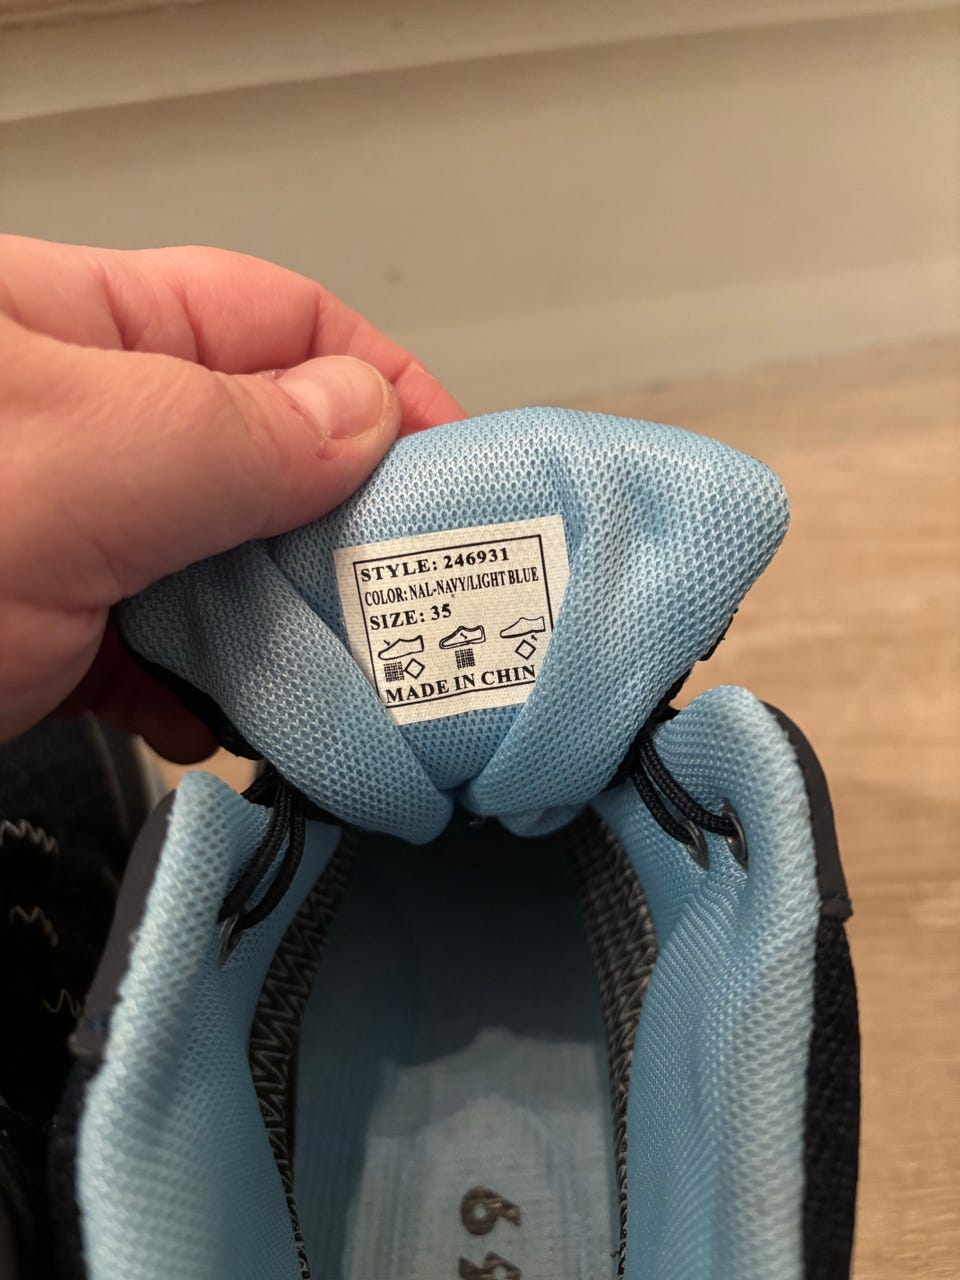 STYLE: 246931
COLOR: NAL-NAVY/LIGHT BLUE
SIZE: 35
MADE IN CHIN